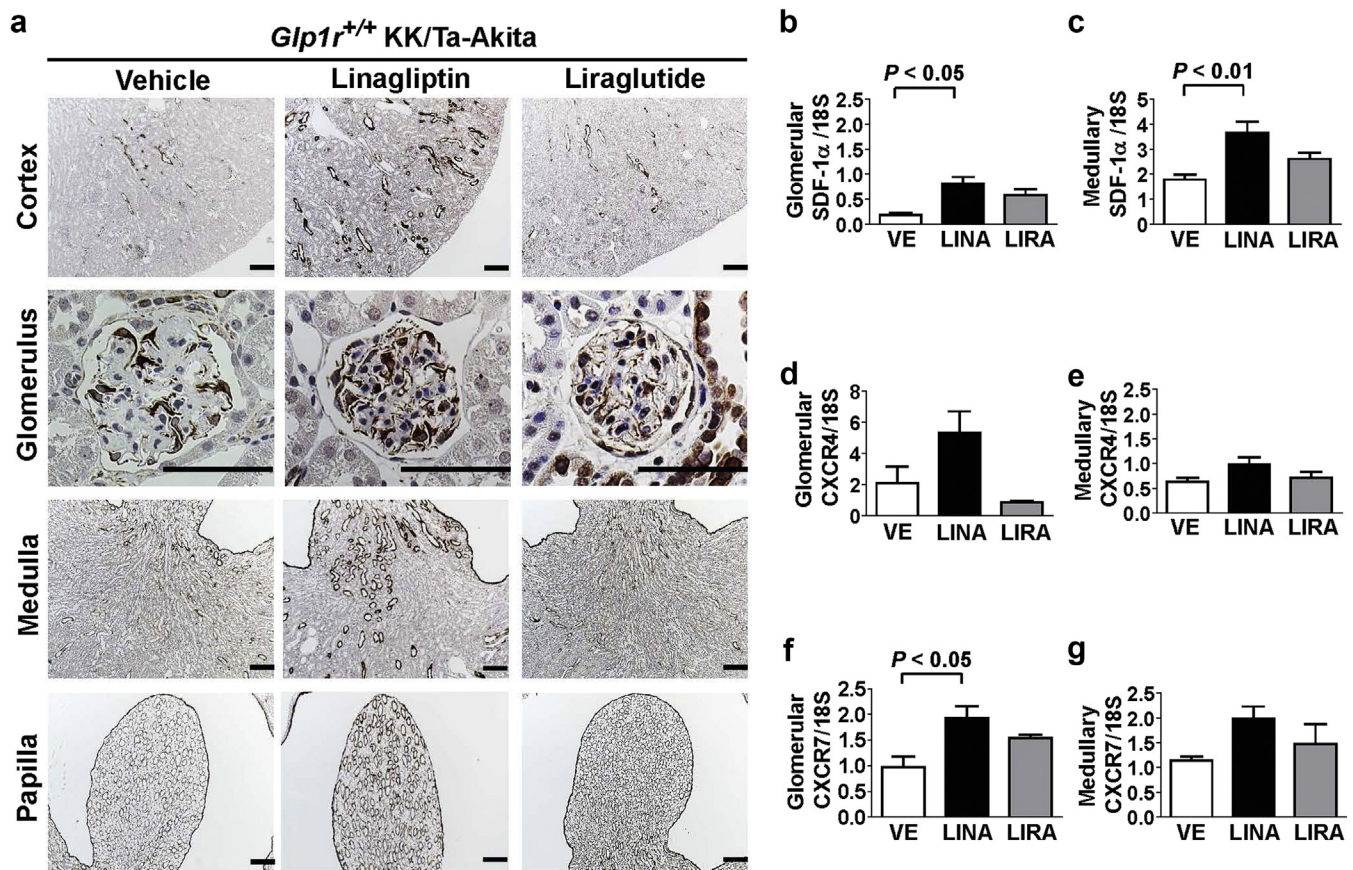 a
Glp1r+/+ KK/Ta-Akita
Vehicle Linagliptin Liraglutide
Cortex
Glomerulus
Medulla
Papilla
b
P < 0.05
Glomerular
SDF-1α/18S
2.5
2.0
1.5
1.0
0.5
0.0
VE LINA LIRA
c
P < 0.01
Medullary
SDF-1α/18S
5
4
3
2
1
0
VE LINA LIRA
d
Glomerular
CXCR4/18S
8
6
4
2
0
VE LINA LIRA
e
Medullary
CXCR4/18S
2.5
2.0
1.5
1.0
0.5
0.0
VE LINA LIRA
f
P < 0.05
Glomerular
CXCR7/18S
2.5
2.0
1.5
1.0
0.5
0.0
VE LINA LIRA
g
Medullary
CXCR7/18S
2.5
2.0
1.5
1.0
0.5
0.0
VE LINA LIRA